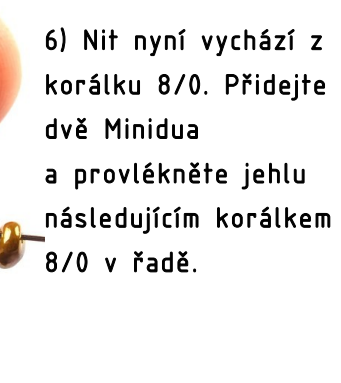 6) Nit nyní vychází z
korálku 8/0. Přidejte
dvě Minidua
a provlékněte jehlu
následujícím korálkem
8/0 v řadě.